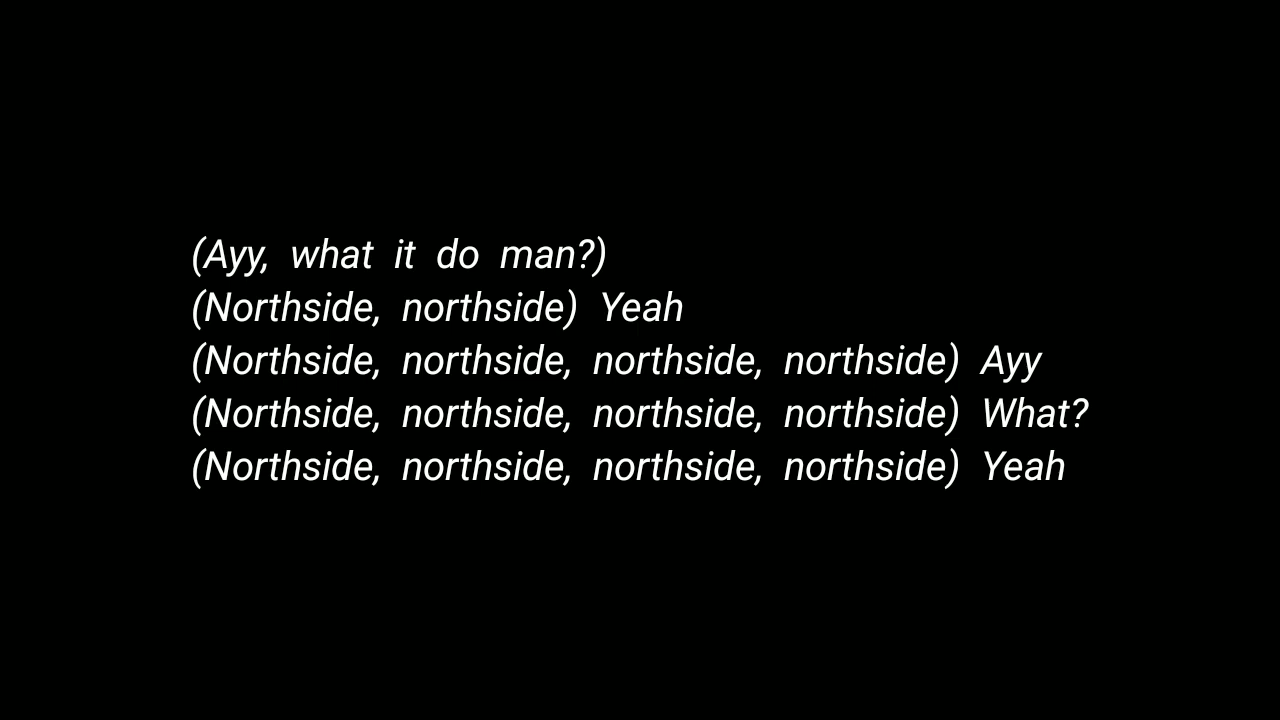 (Ayy, what it do man?)
(Northside, northside) Yeah
(Northside, northside, northside, northside) Ayy
(Northside, northside, northside, northside) What?
(Northside, northside, northside, northside) Yeah